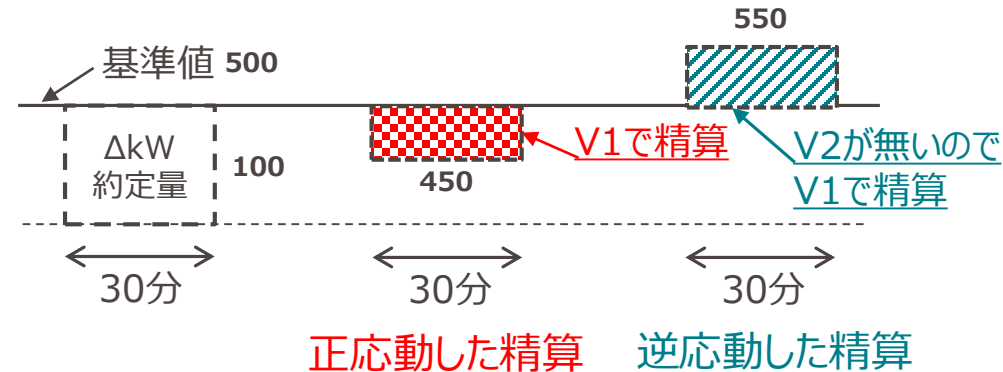 550
基準値 500
ΔkW
約定量
100
V1で精算
450
V2が無いので
V1で精算
30分
30分
30分
正応動した精算
逆応動した精算